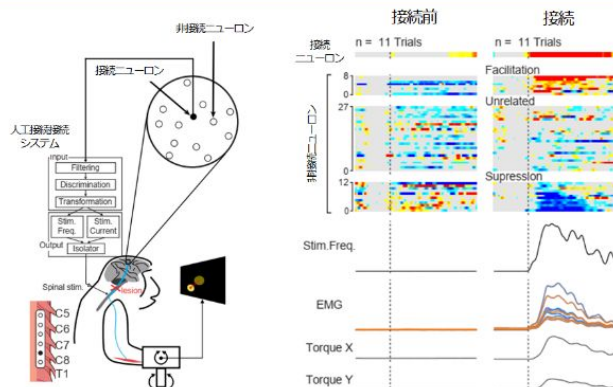 非接続ニューロン
接続ニューロン
人工神経接続
システム
Input
Filtering
Discrimination
Transformation
Stim.
Freq.
Stim.
Current
Output
Isolator
Spinal stim.
lesion
C5
C6
C7
C8
T1
接続前
接続
接続
ニューロン
n = 11 Trials
n = 11 Trials
Facilitation
8
0
Unrelated
27
0
非接続ニューロン
Supression
12
0
Stim.Freq.
EMG
Torque X
Torque Y